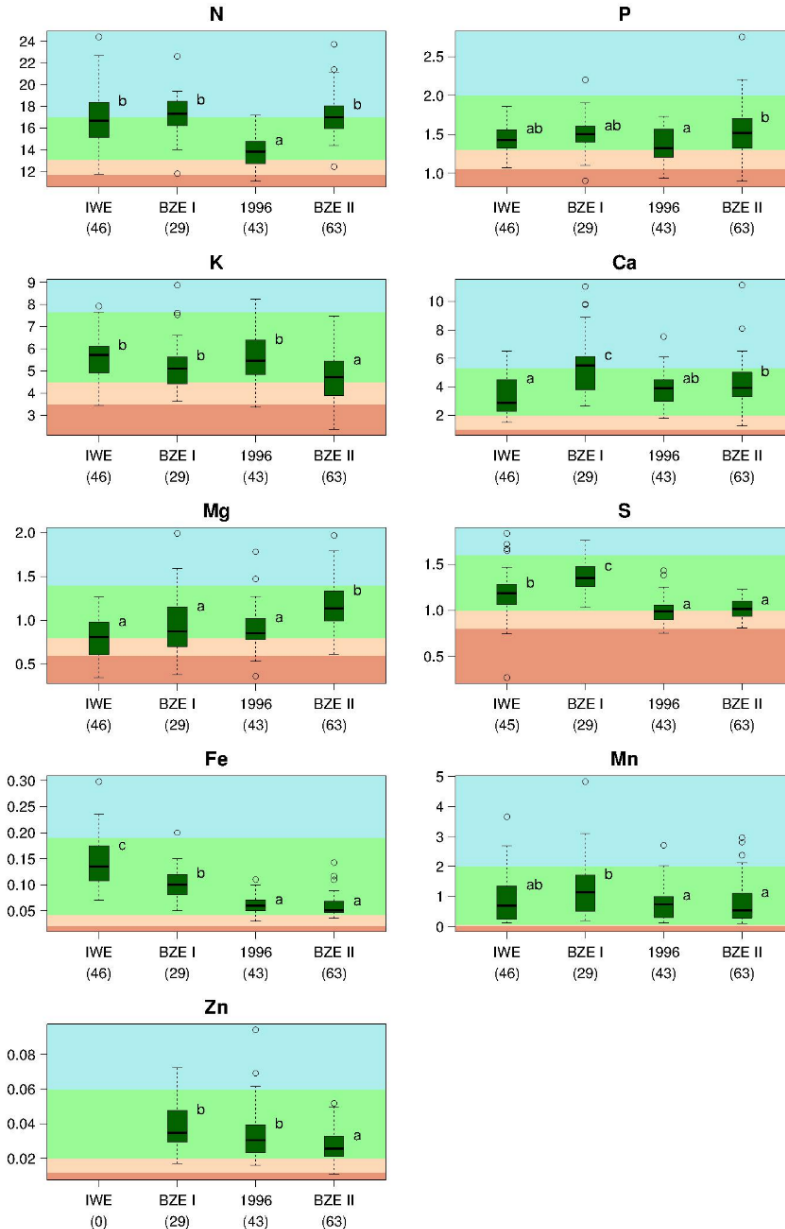 N
24
22
20
18
16
14
12
b
b
a
b
IWE BZE I 1996 BZE II
(46) (29) (43) (63)
P
2.5
2.0
1.5
1.0
ab
ab
a
b
IWE BZE I 1996 BZE II
(46) (29) (43) (63)
K
9
8
7
6
5
4
3
b
b
b
a
IWE BZE I 1996 BZE II
(46) (29) (43) (63)
Ca
10
8
6
4
2
a
c
ab
b
IWE BZE I 1996 BZE II
(46) (29) (43) (63)
Mg
2.0
1.5
1.0
0.5
a
a
a
b
IWE BZE I 1996 BZE II
(46) (29) (43) (63)
S
1.5
1.0
0.5
b
c
a
a
IWE BZE I 1996 BZE II
(45) (29) (43) (63)
Fe
0.30
0.25
0.20
0.15
0.10
0.05
c
b
a
a
IWE BZE I 1996 BZE II
(46) (29) (43) (63)
Mn
5
4
3
2
1
0
ab
b
a
a
IWE BZE I 1996 BZE II
(46) (29) (43) (63)
Zn
0.08
0.06
0.04
0.02
b
b
a
IWE BZE I 1996 BZE II
(0) (29) (43) (63)